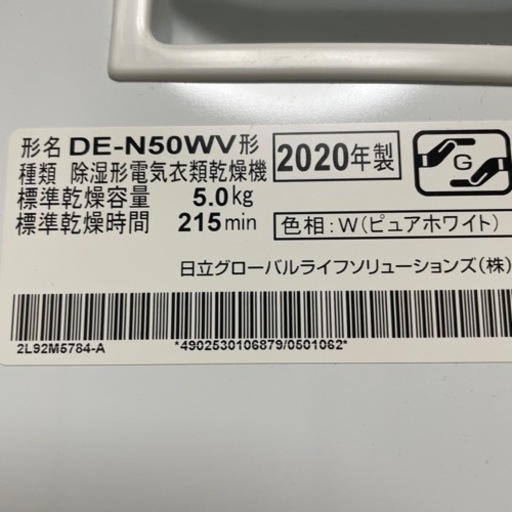 形名 DE-N50WV形
種類 除湿形電気衣類乾燥機
標準乾燥容量 5.0kg
標準乾燥時間 215min
2020年製
G
色相:W(ピュアホワイト)
日立グローバルライフソリューションズ(株)
2L92M5784-A *4902530106879/0501062*